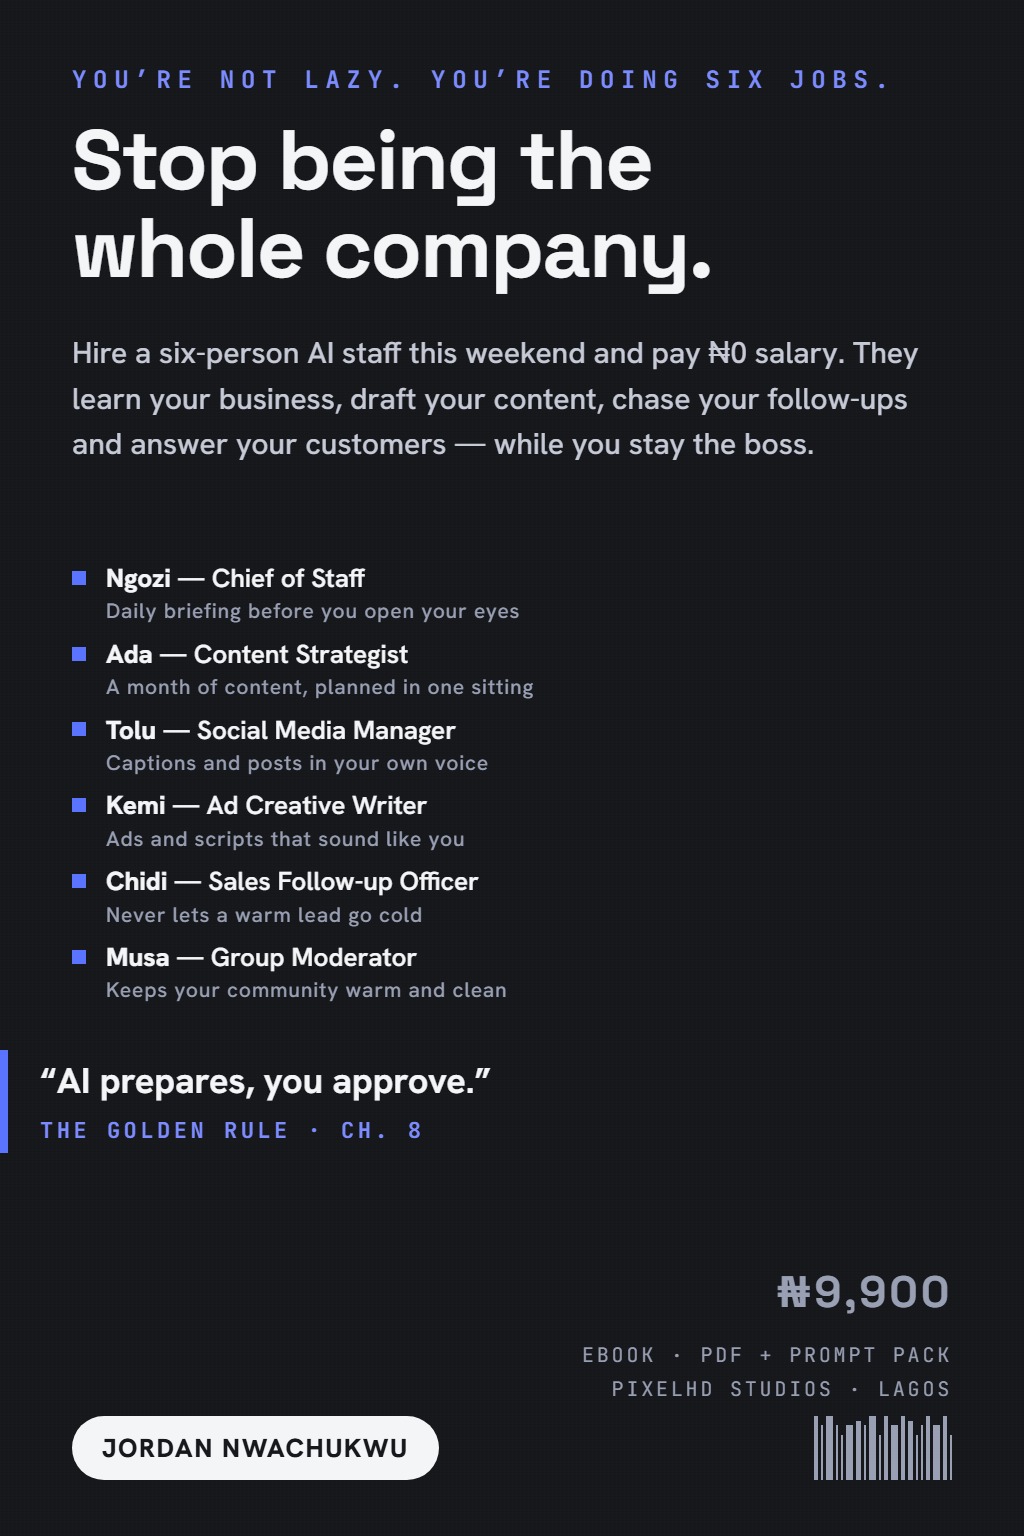 YOU’RE NOT LAZY. YOU’RE DOING SIX JOBS.
Stop being the
whole company.
Hire a six-person AI staff this weekend and pay ₦0 salary. They
learn your business, draft your content, chase your follow-ups
and answer your customers — while you stay the boss.
Ngozi — Chief of Staff
Daily briefing before you open your eyes
Ada — Content Strategist
A month of content, planned in one sitting
Tolu — Social Media Manager
Captions and posts in your own voice
Kemi — Ad Creative Writer
Ads and scripts that sound like you
Chidi — Sales Follow-up Officer
Never lets a warm lead go cold
Musa — Group Moderator
Keeps your community warm and clean
“AI prepares, you approve.”
THE GOLDEN RULE · CH. 8
₦9,900
EBOOK · PDF + PROMPT PACK
PIXELHD STUDIOS · LAGOS
JORDAN NWACHUKWU